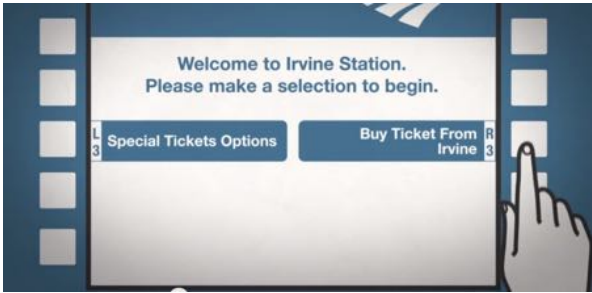 Welcome to Irvine Station.
Please make a selection to begin.
L
3
Special Tickets Options
Buy Ticket From
Irvine
R
3